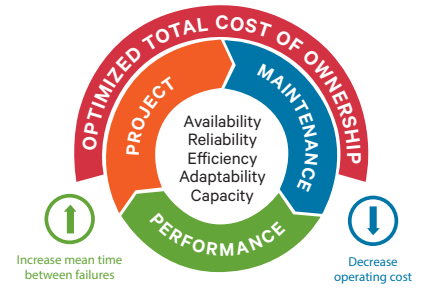 OPTIMIZED TOTAL COST OF OWNERSHIP
PROJECT
MAINTENANCE
PERFORMANCE
Availability
Reliability
Efficiency
Adaptability
Capacity
Increase mean time
between failures
Decrease
operating cost